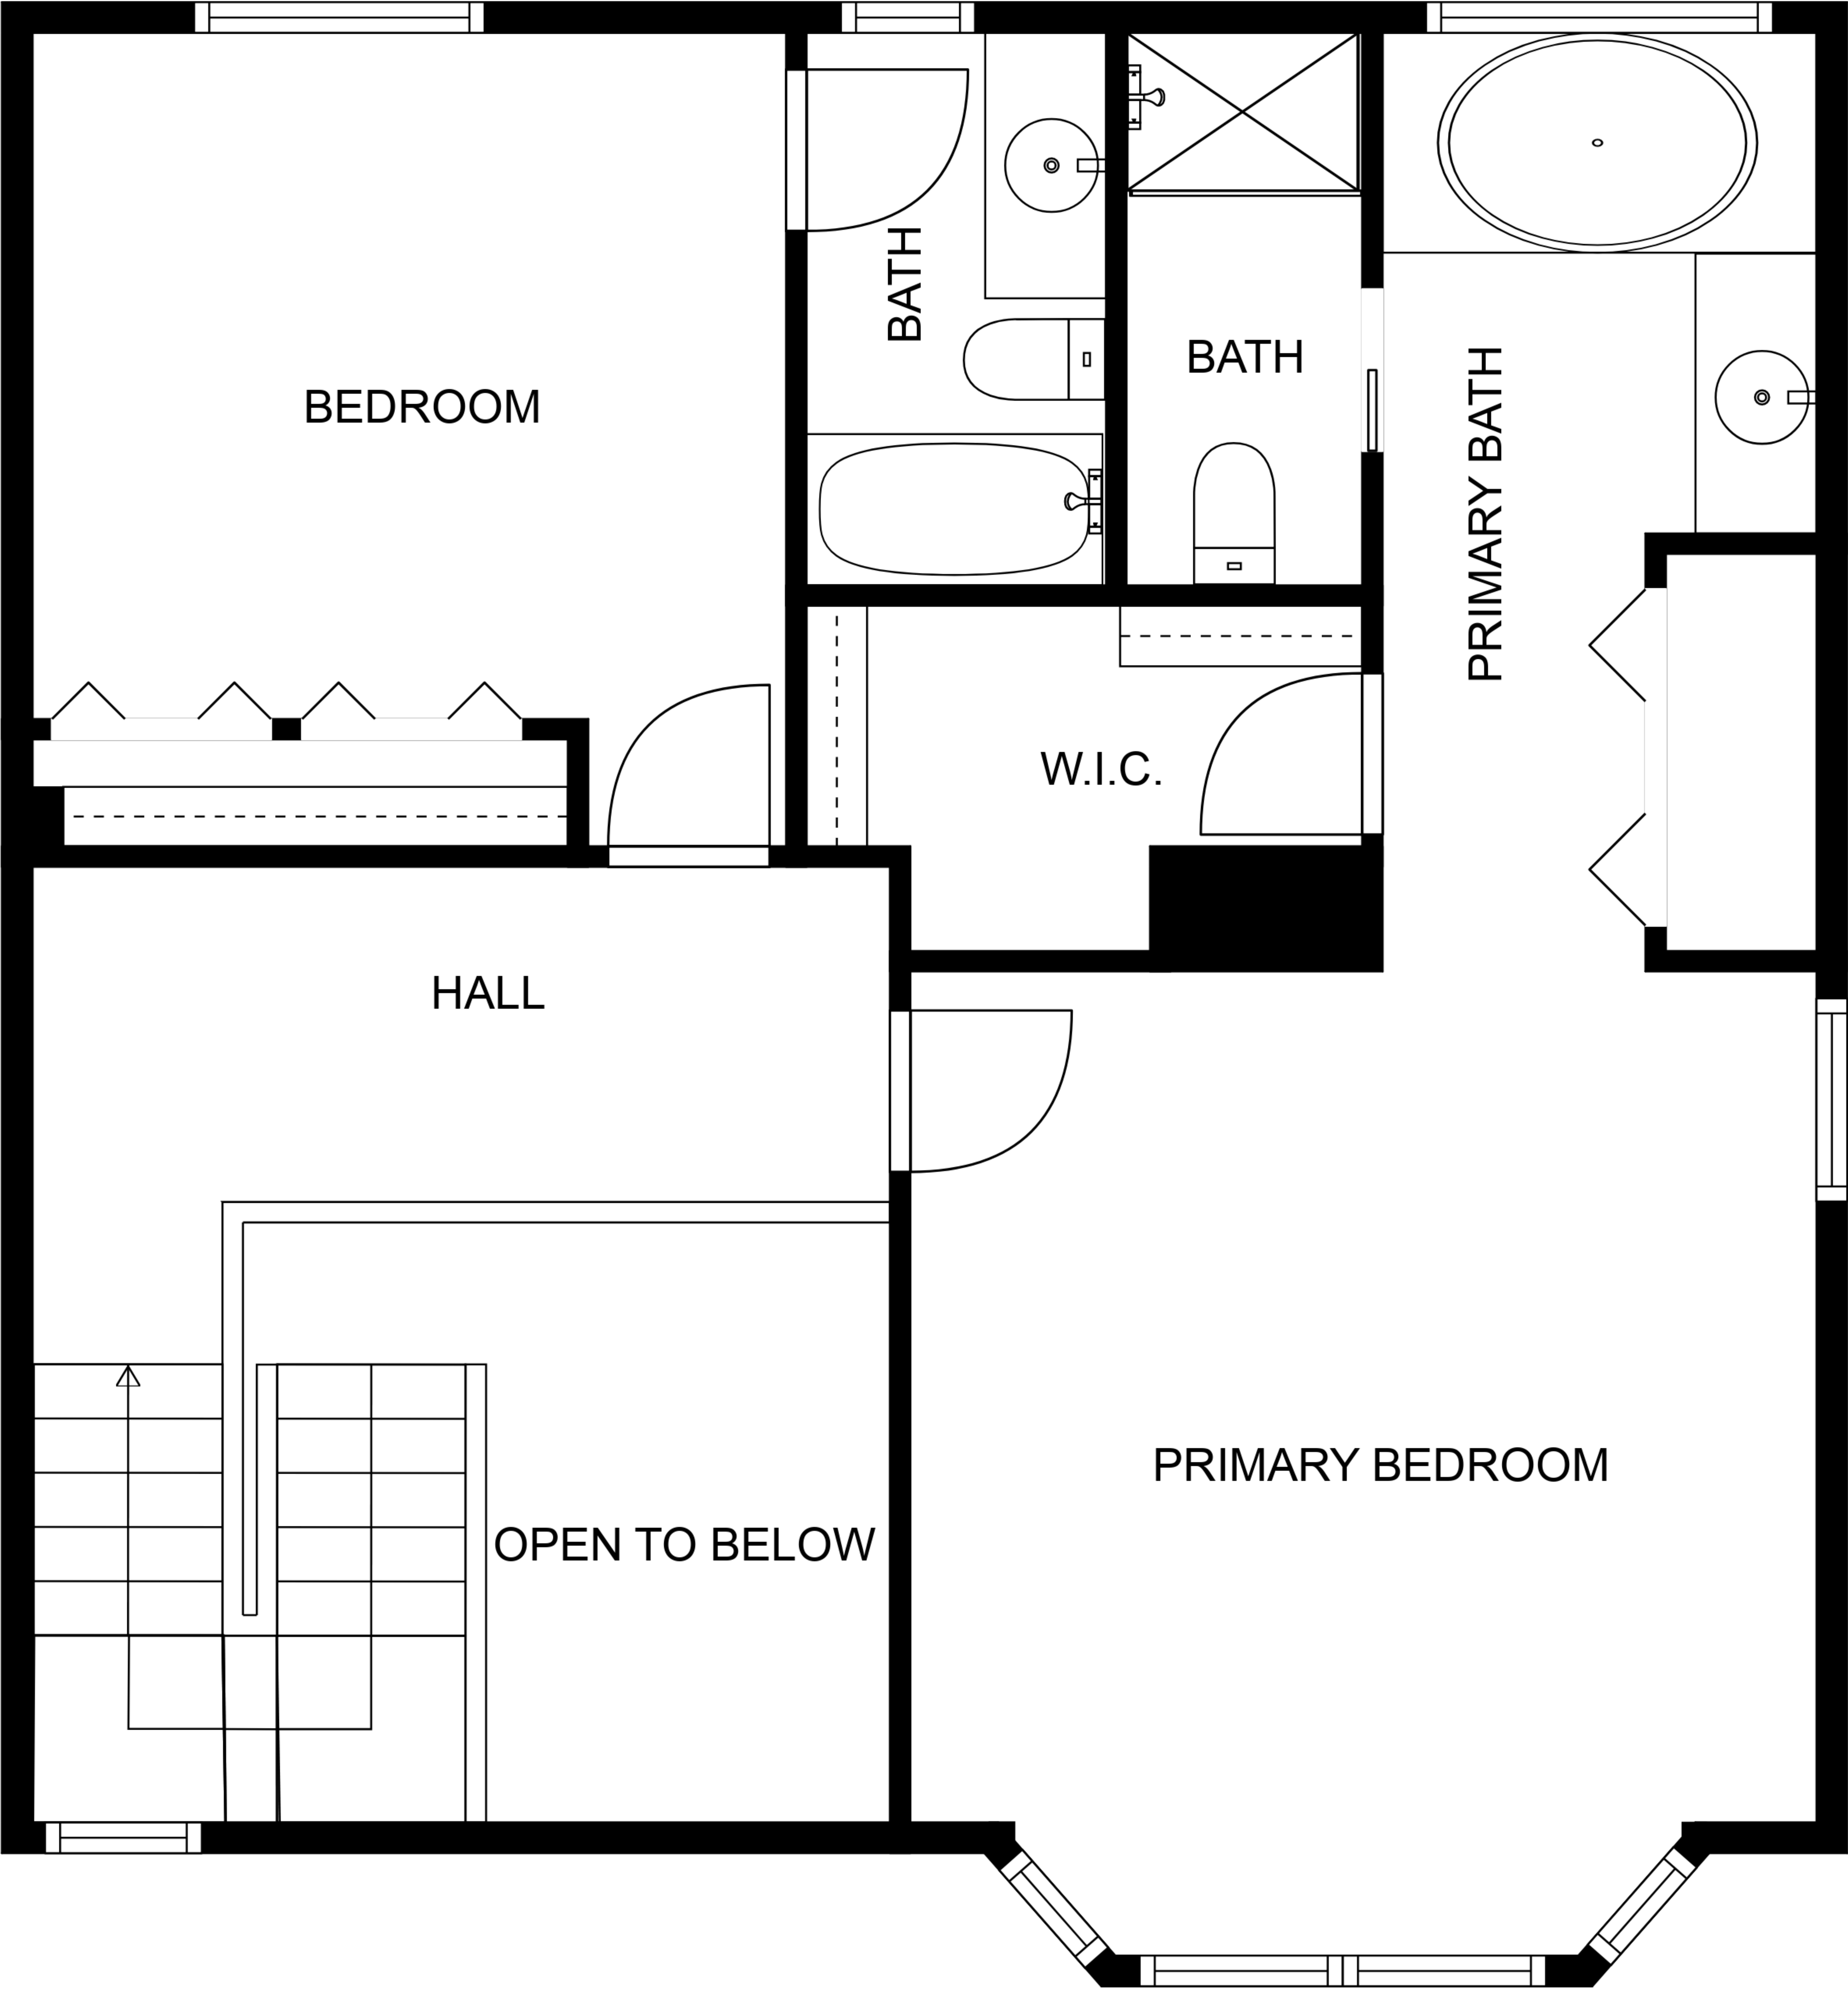 BATH
BATH
BEDROOM
PRIMARY BATH
W.I.C.
HALL
PRIMARY BEDROOM
OPEN TO BELOW